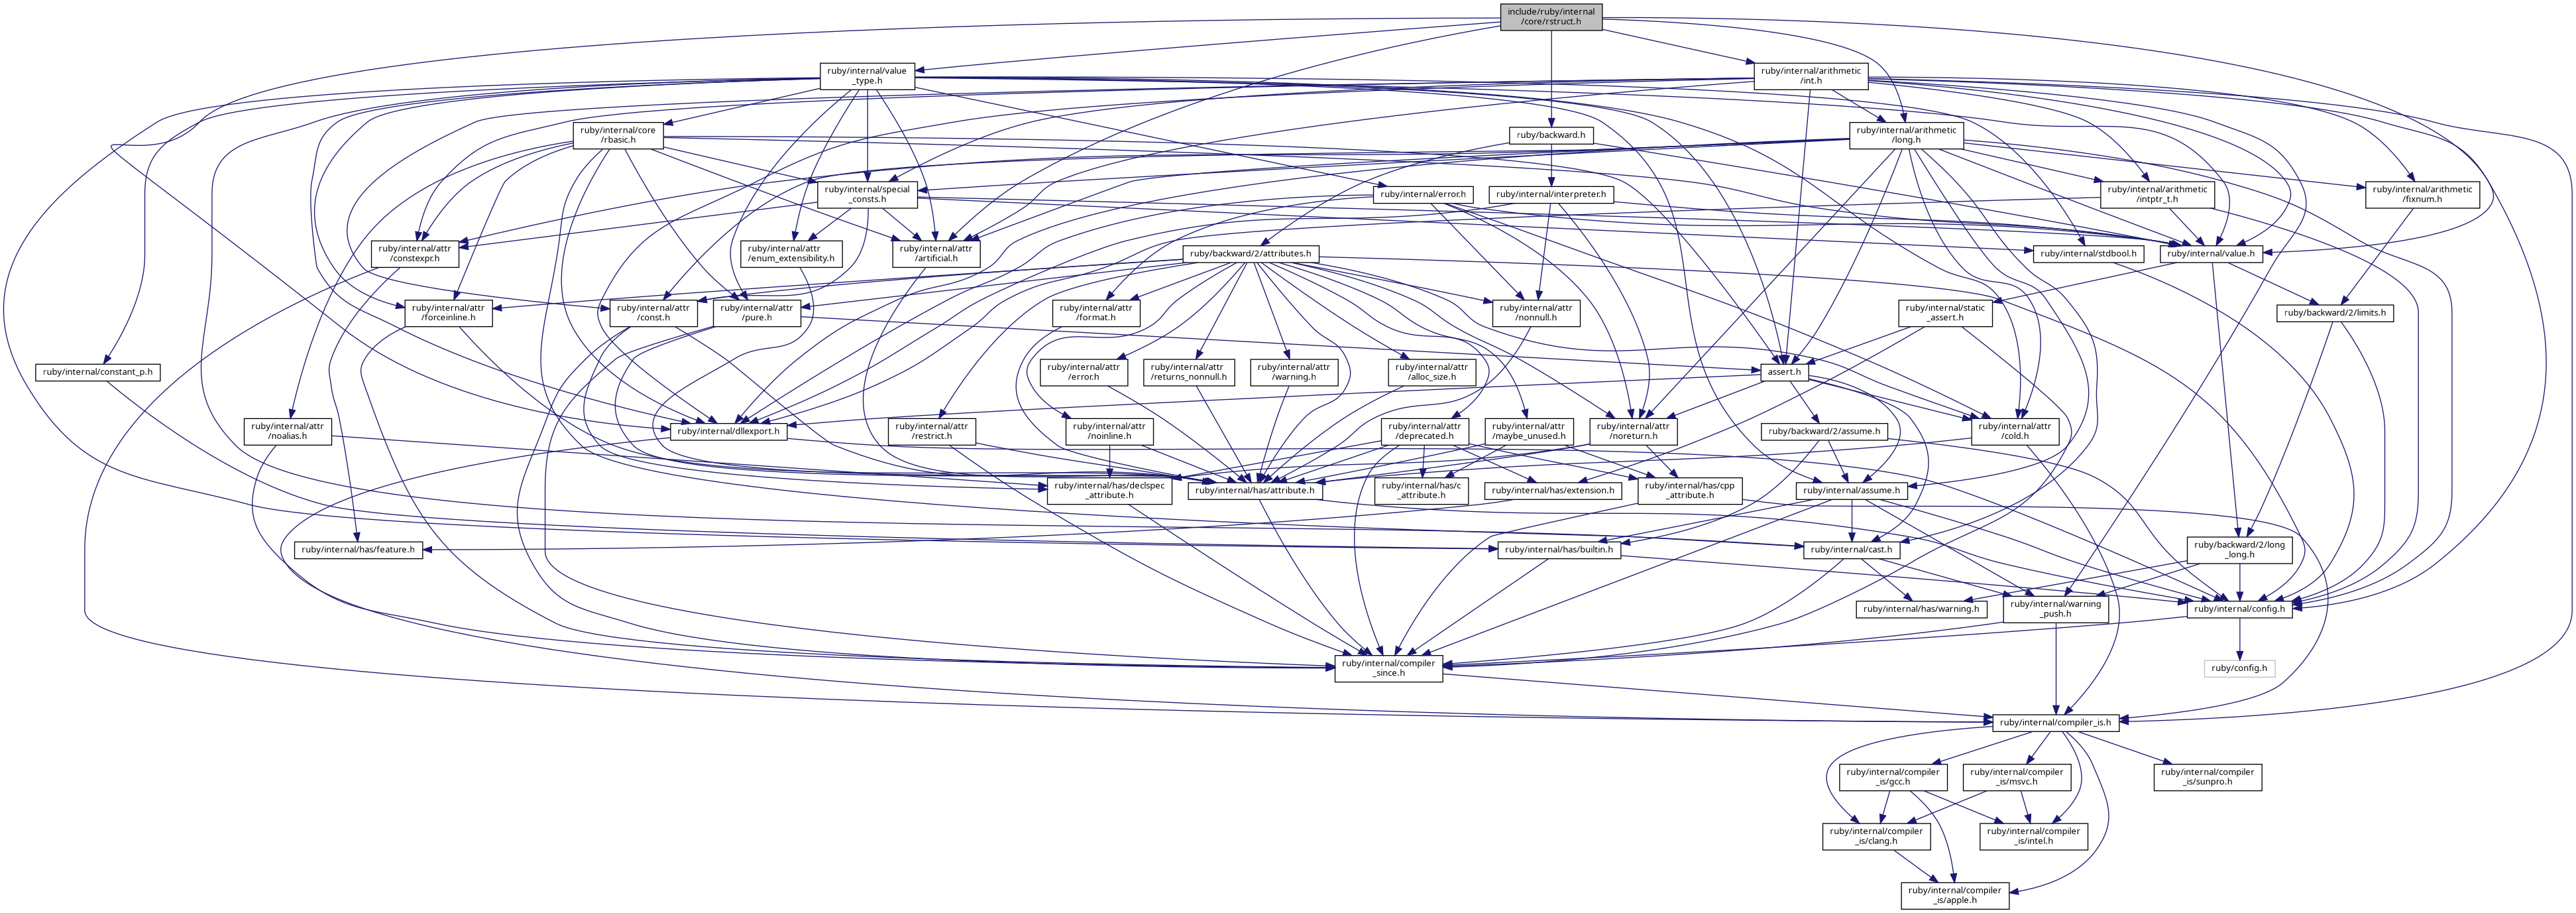 include/ruby/internal
/core/rstruct.h
ruby/internal/value
_type.h
ruby/internal/arithmetic
/int.h
ruby/internal/core
/rbasic.h
ruby/backward.h
ruby/internal/arithmetic
/long.h
ruby/internal/special
_consts.h
ruby/internal/error.h
ruby/internal/interpreter.h
ruby/internal/arithmetic
/intptr_t.h
ruby/internal/arithmetic
/fixnum.h
ruby/internal/attr
/constexpr.h
ruby/internal/attr
/enum_extensibility.h
ruby/internal/attr
/artificial.h
ruby/backward/2/attributes.h
ruby/internal/stdbool.h
ruby/internal/value.h
ruby/internal/attr
/forceinline.h
ruby/internal/attr
/const.h
ruby/internal/attr
/pure.h
ruby/internal/attr
/format.h
ruby/internal/attr
/nonnull.h
ruby/internal/static
_assert.h
ruby/backward/2/limits.h
ruby/internal/constant_p.h
ruby/internal/attr
/error.h
ruby/internal/attr
/returns_nonnull.h
ruby/internal/attr
/warning.h
ruby/internal/attr
/alloc_size.h
assert.h
ruby/internal/attr
/noalias.h
ruby/internal/dllexport.h
ruby/internal/attr
/restrict.h
ruby/internal/attr
/noinline.h
ruby/internal/attr
/deprecated.h
ruby/internal/attr
/maybe_unused.h
ruby/internal/attr
/noreturn.h
ruby/backward/2/assume.h
ruby/internal/attr
/cold.h
ruby/internal/has/declspec
_attribute.h
ruby/internal/has/attribute.h
ruby/internal/has/c
_attribute.h
ruby/internal/has/extension.h
ruby/internal/has/cpp
_attribute.h
ruby/internal/assume.h
ruby/internal/has/feature.h
ruby/internal/has/builtin.h
ruby/internal/cast.h
ruby/backward/2/long
_long.h
ruby/internal/has/warning.h
ruby/internal/warning
_push.h
ruby/internal/config.h
ruby/internal/compiler
_since.h
ruby/config.h
ruby/internal/compiler_is.h
ruby/internal/compiler
_is/gcc.h
ruby/internal/compiler
_is/msvc.h
ruby/internal/compiler
_is/sunpro.h
ruby/internal/compiler
_is/clang.h
ruby/internal/compiler
_is/intel.h
ruby/internal/compiler
_is/apple.h